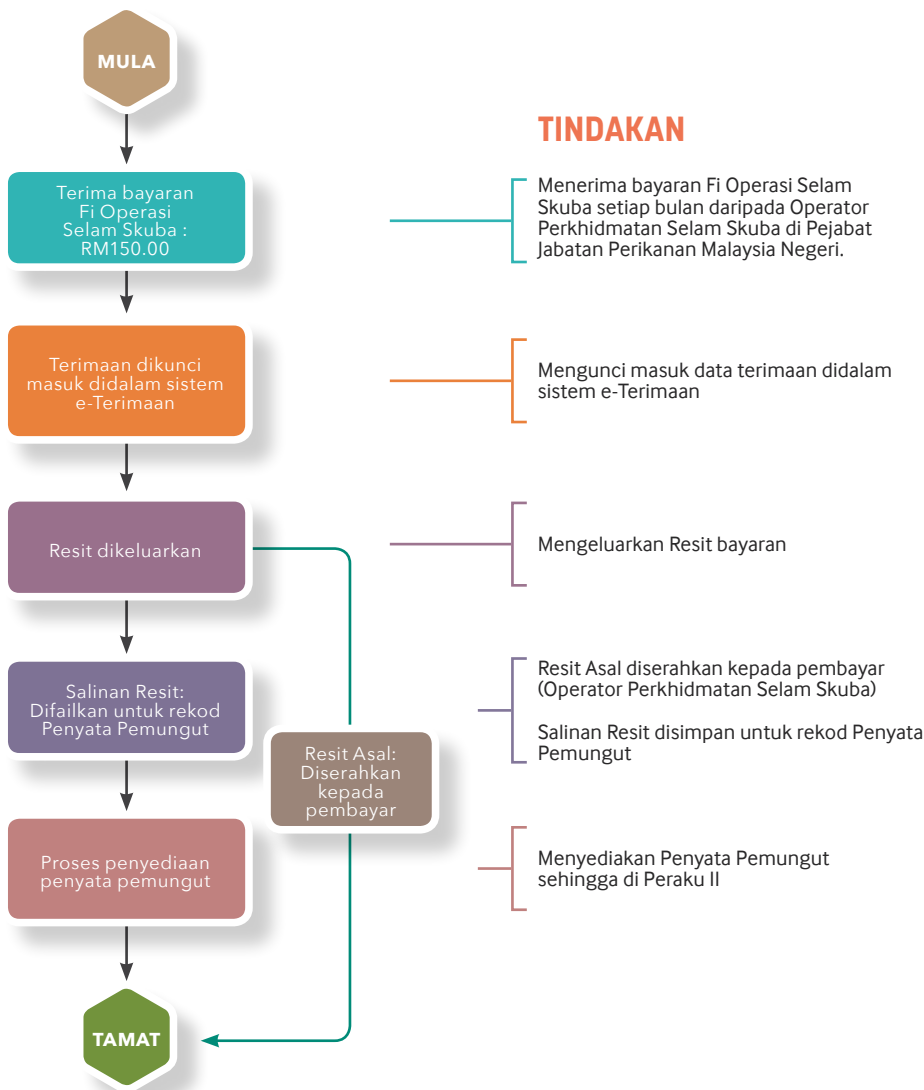 MULA
TINDAKAN
Terima bayaran
Fi Operasi
Selam Skuba :
RM150.00
Menerima bayaran Fi Operasi Selam
Skuba setiap bulan daripada Operator
Perkhidmatan Selam Skuba di Pejabat
Jabatan Perikanan Malaysia Negeri.
Terimaan dikunci
masuk didalam sistem
e-Terimaan
Mengunci masuk data terimaan didalam
sistem e-Terimaan
Resit dikeluarkan
Mengeluarkan Resit bayaran
Salinan Resit:
Difailkan untuk rekod
Penyata Pemungut
Resit Asal diserahkan kepada pembayar
(Operator Perkhidmatan Selam Skuba)
Salinan Resit disimpan untuk rekod Penyata
Pemungut
Resit Asal:
Diserahkan
kepada
pembayar
Proses penyediaan
penyata pemungut
Menyediakan Penyata Pemungut
sehingga di Peraku II
TAMAT